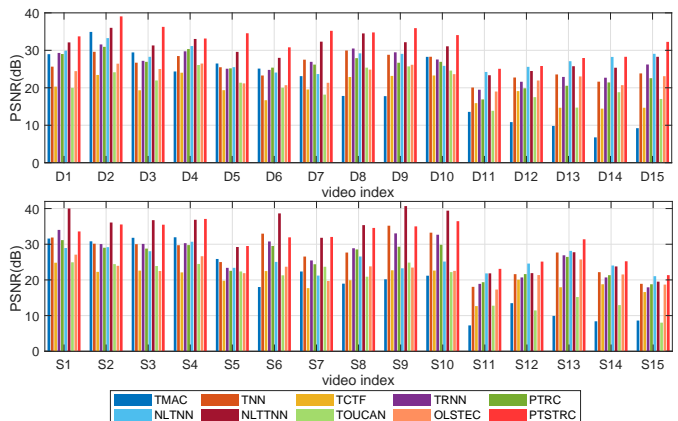 PSNR(dB)
40
30
20
10
0
D1 D2 D3 D4 D5 D6 D7 D8 D9 D10 D11 D12 D13 D14 D15
video index
PSNR(dB)
40
30
20
10
0
S1 S2 S3 S4 S5 S6 S7 S8 S9 S10 S11 S12 S13 S14 S15
video index
TMAC TNN TCTF TRNN PTRC
NLTNN NLTTNN TOUCAN OLSTEC PTSTRC